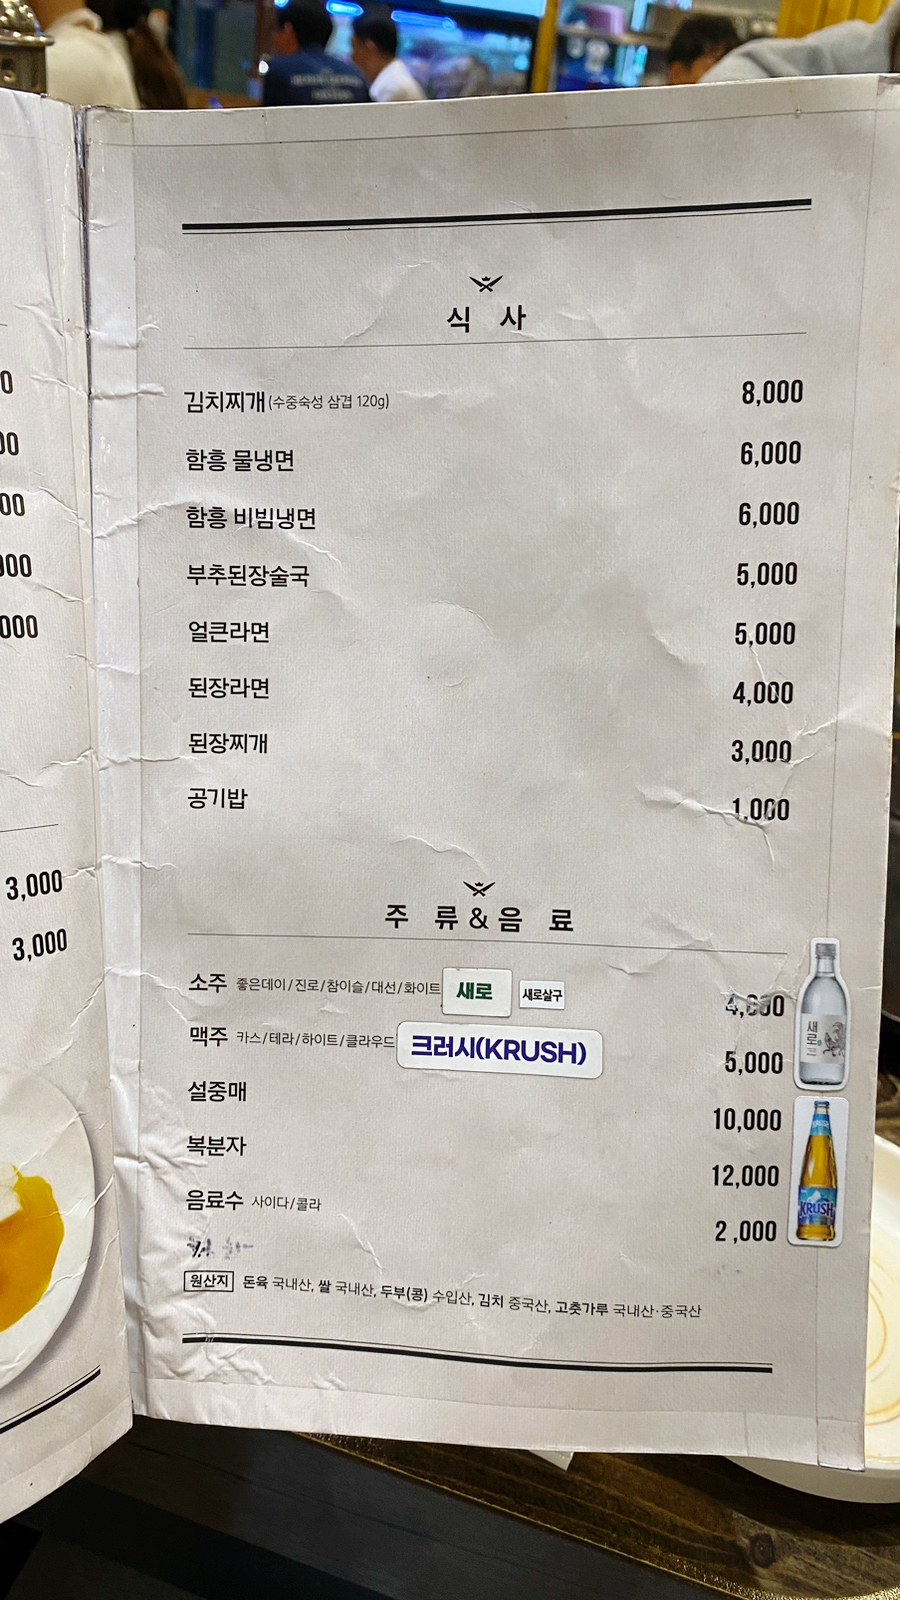 식 사
김치찌개(수중숙성 삼겹 120g) 8,000
함흥 물냉면 6,000
함흥 비빔냉면 6,000
부추된장술국 5,000
얼큰라면 5,000
된장라면 4,000
된장찌개 3,000
공기밥 1,000
주 류&음 료
소주 좋은데이/진로/참이슬/대선/화이트 새로 새로살구 4,000
맥주 카스/테라/하이트/클라우드 크러시(KRUSH) 5,000
설중매 10,000
복분자 12,000
음료수 사이다/콜라 2,000
원산지 돈육 국내산, 쌀 국내산, 두부(콩) 수입산, 김치 중국산, 고춧가루 국내산·중국산
새로
KRUSH
3,000
3,000